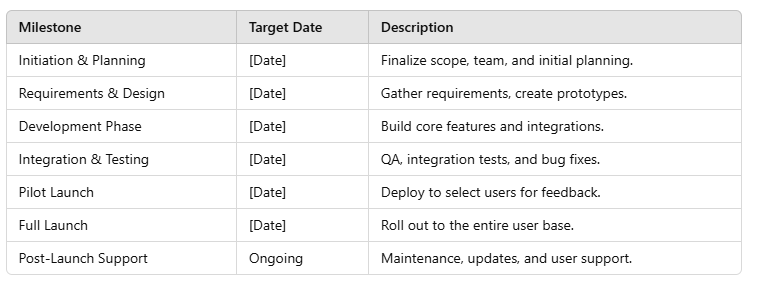 Milestone Target Date Description
Initiation & Planning [Date] Finalize scope, team, and initial planning.
Requirements & Design [Date] Gather requirements, create prototypes.
Development Phase [Date] Build core features and integrations.
Integration & Testing [Date] QA, integration tests, and bug fixes.
Pilot Launch [Date] Deploy to select users for feedback.
Full Launch [Date] Roll out to the entire user base.
Post-Launch Support Ongoing Maintenance, updates, and user support.